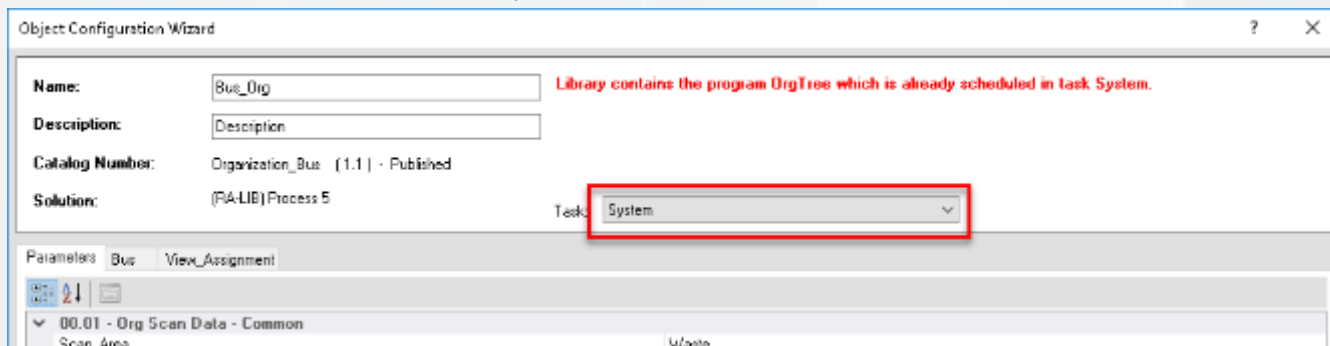 Object Configuration Wizard ? ×
Name: Bus_Org Library contains the program OrgTree which is already scheduled in task System.
Description: Description
Catalog Number: Organization_Bus ( 1.1 ) - Published
Solution: (RA-LIB) Process 5 Task: System
Parameters Bus View_Assignment
00.01 - Org Scan Data - Common
Scan_Area Waste